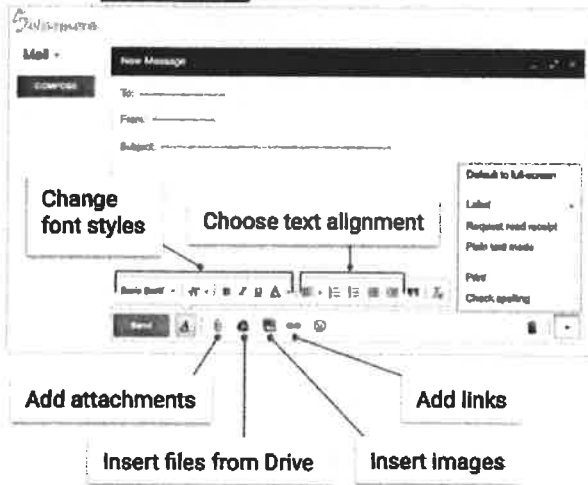 Mail
COMPOSE
New Message
To:
From:
Subject:
Default to full-screen
Label
Request read receipt
Plain text mode
Print
Check spelling
Change
font styles
Choose text alignment
Sans Serif
B I U A
Send
A
Add attachments
Add links
Insert files from Drive
Insert images